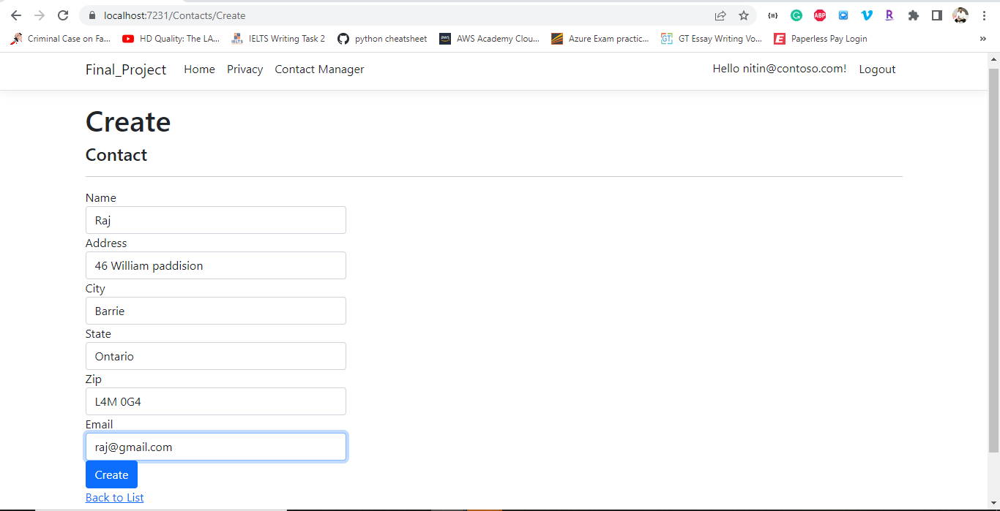 localhost:7231/Contacts/Create
{=} G ABP R
Criminal Case on Fa... HD Quality: The LA... IELTS Writing Task 2 python cheatsheet aws AWS Academy Clou... Azure Exam practic... GT GT Essay Writing Vo... E Paperless Pay Login »
Final_Project Home Privacy Contact Manager Hello nitin@contoso.com! Logout
Create
Contact
Name
Raj
Address
46 William paddision
City
Barrie
State
Ontario
Zip
L4M 0G4
Email
raj@gmail.com
Create
Back to List